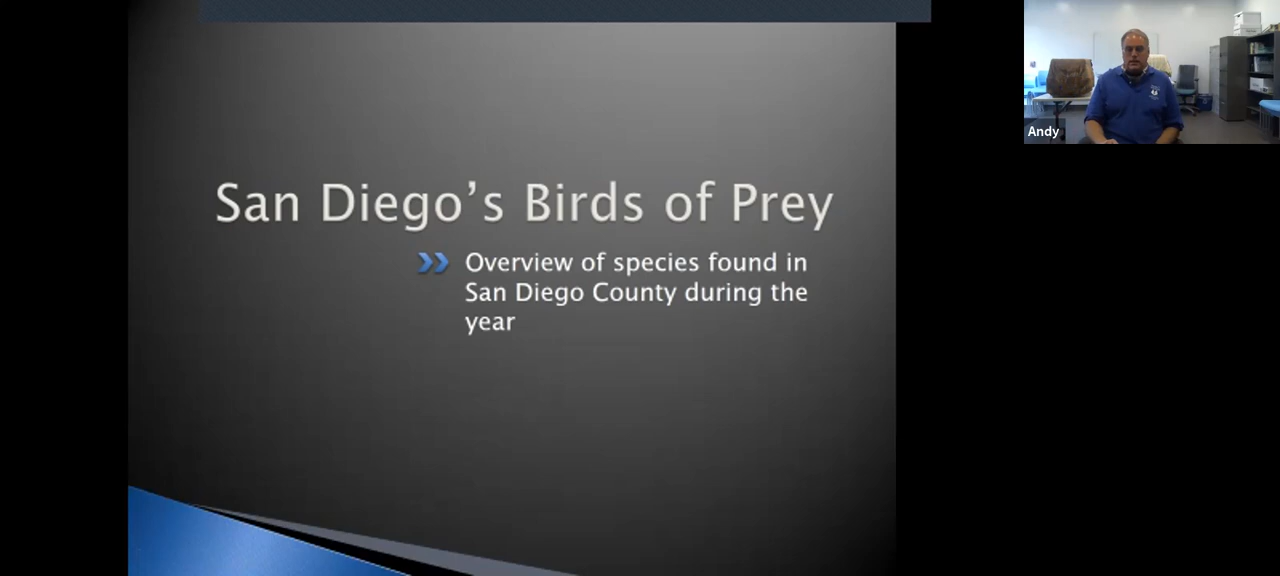 San Diego’s Birds of Prey
Overview of species found in
San Diego County during the
year
Andy